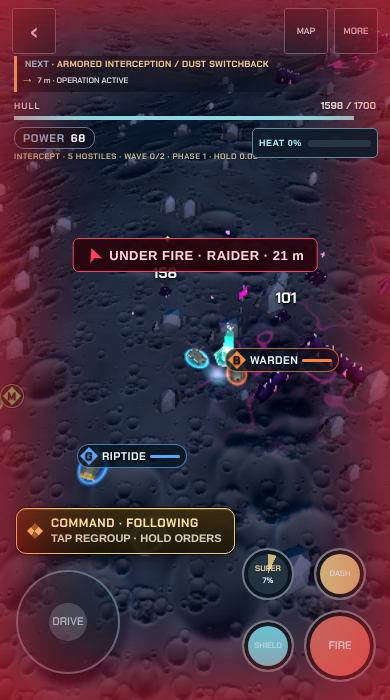 ‹
MAP
MORE
NEXT · ARMORED INTERCEPTION / DUST SWITCHBACK
→ 7 m · OPERATION ACTIVE
HULL
1598 / 1700
POWER 68
HEAT 0%
INTERCEPT · 5 HOSTILES · WAVE 0/2 · PHASE 1 · HOLD 0.0
UNDER FIRE · RAIDER · 21 m
158
101
WARDEN
M
G RIPTIDE
COMMAND · FOLLOWING
TAP REGROUP · HOLD ORDERS
SUPER
7%
DASH
DRIVE
SHIELD
FIRE